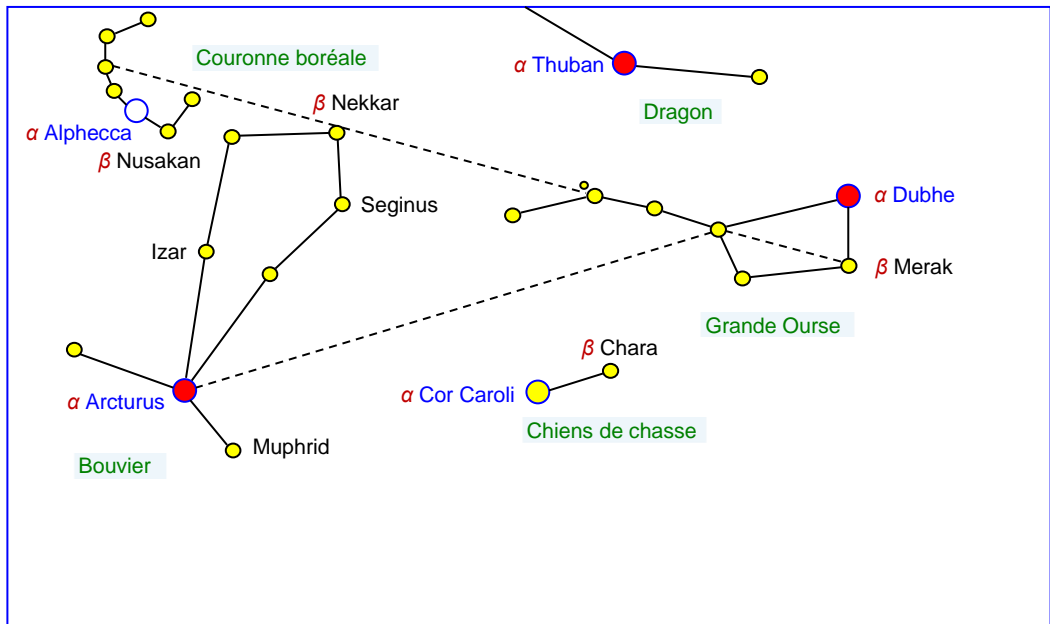 Couronne boréale
α Thuban
β Nekkar
Dragon
α Alphecca
β Nusakan
α Dubhe
Seginus
Izar
β Merak
Grande Ourse
β Chara
α Cor Caroli
α Arcturus
Chiens de chasse
Muphrid
Bouvier